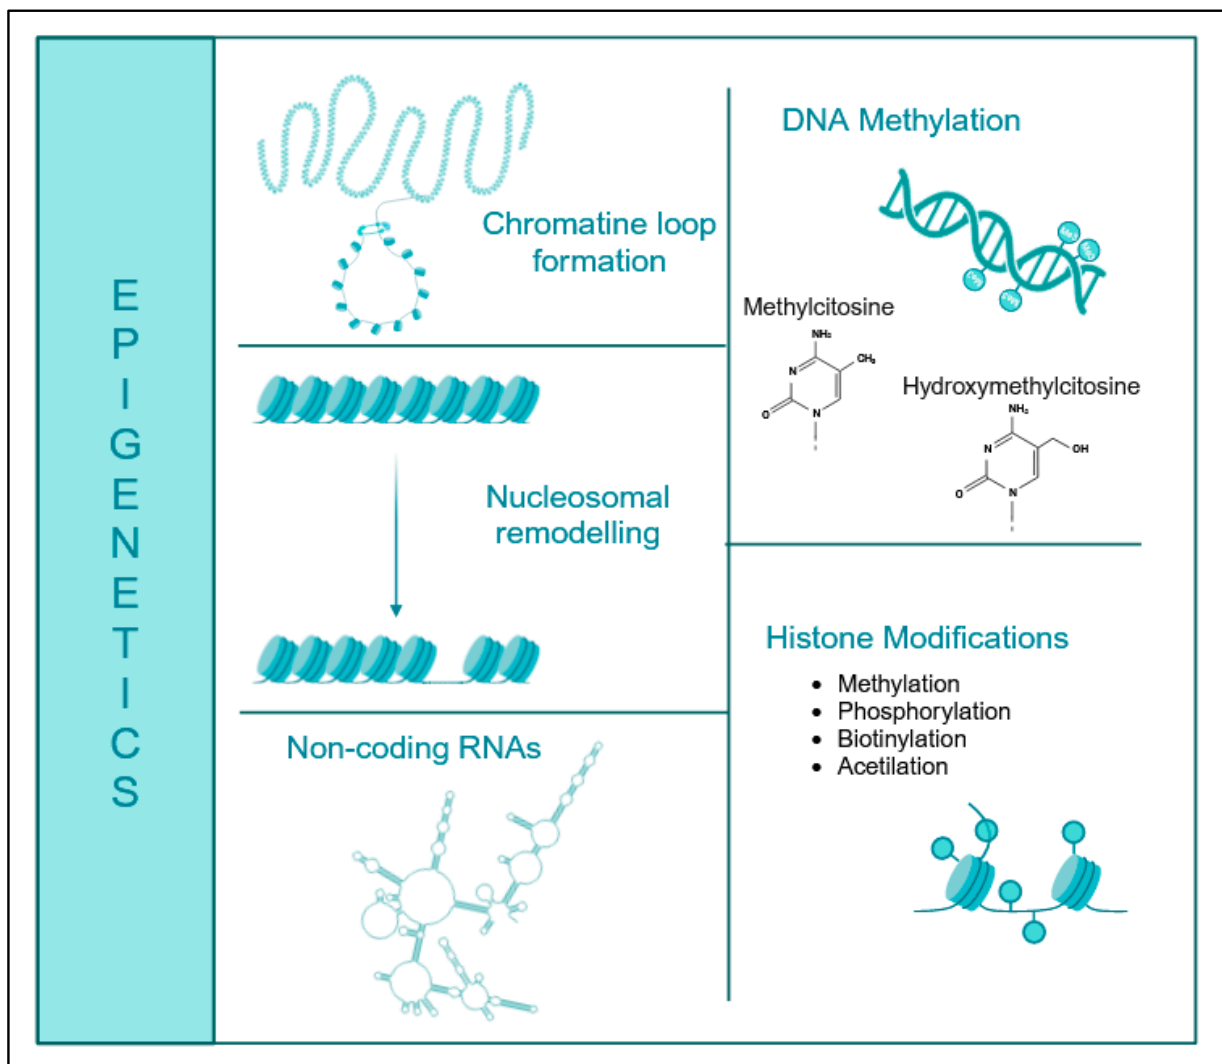 EPIGENETICS
Chromatine loop
formation
Nucleosomal
remodelling
Non-coding RNAs
DNA Methylation
Methylcitosine
NH₂
N
CH₃
O
N
Hydroxymethylcitosine
NH₂
N
OH
O
N
Histone Modifications
• Methylation
• Phosphorylation
• Biotinylation
• Acetilation